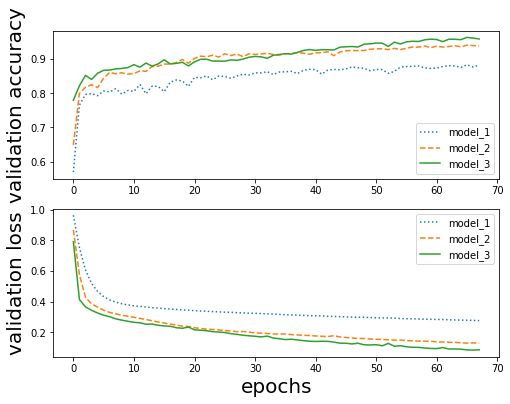 validation accuracy
0.9
0.8
0.7
0.6
model_1
model_2
model_3
0 10 20 30 40 50 60 70
validation loss
1.0
0.8
0.6
0.4
0.2
model_1
model_2
model_3
0 10 20 30 40 50 60 70
epochs